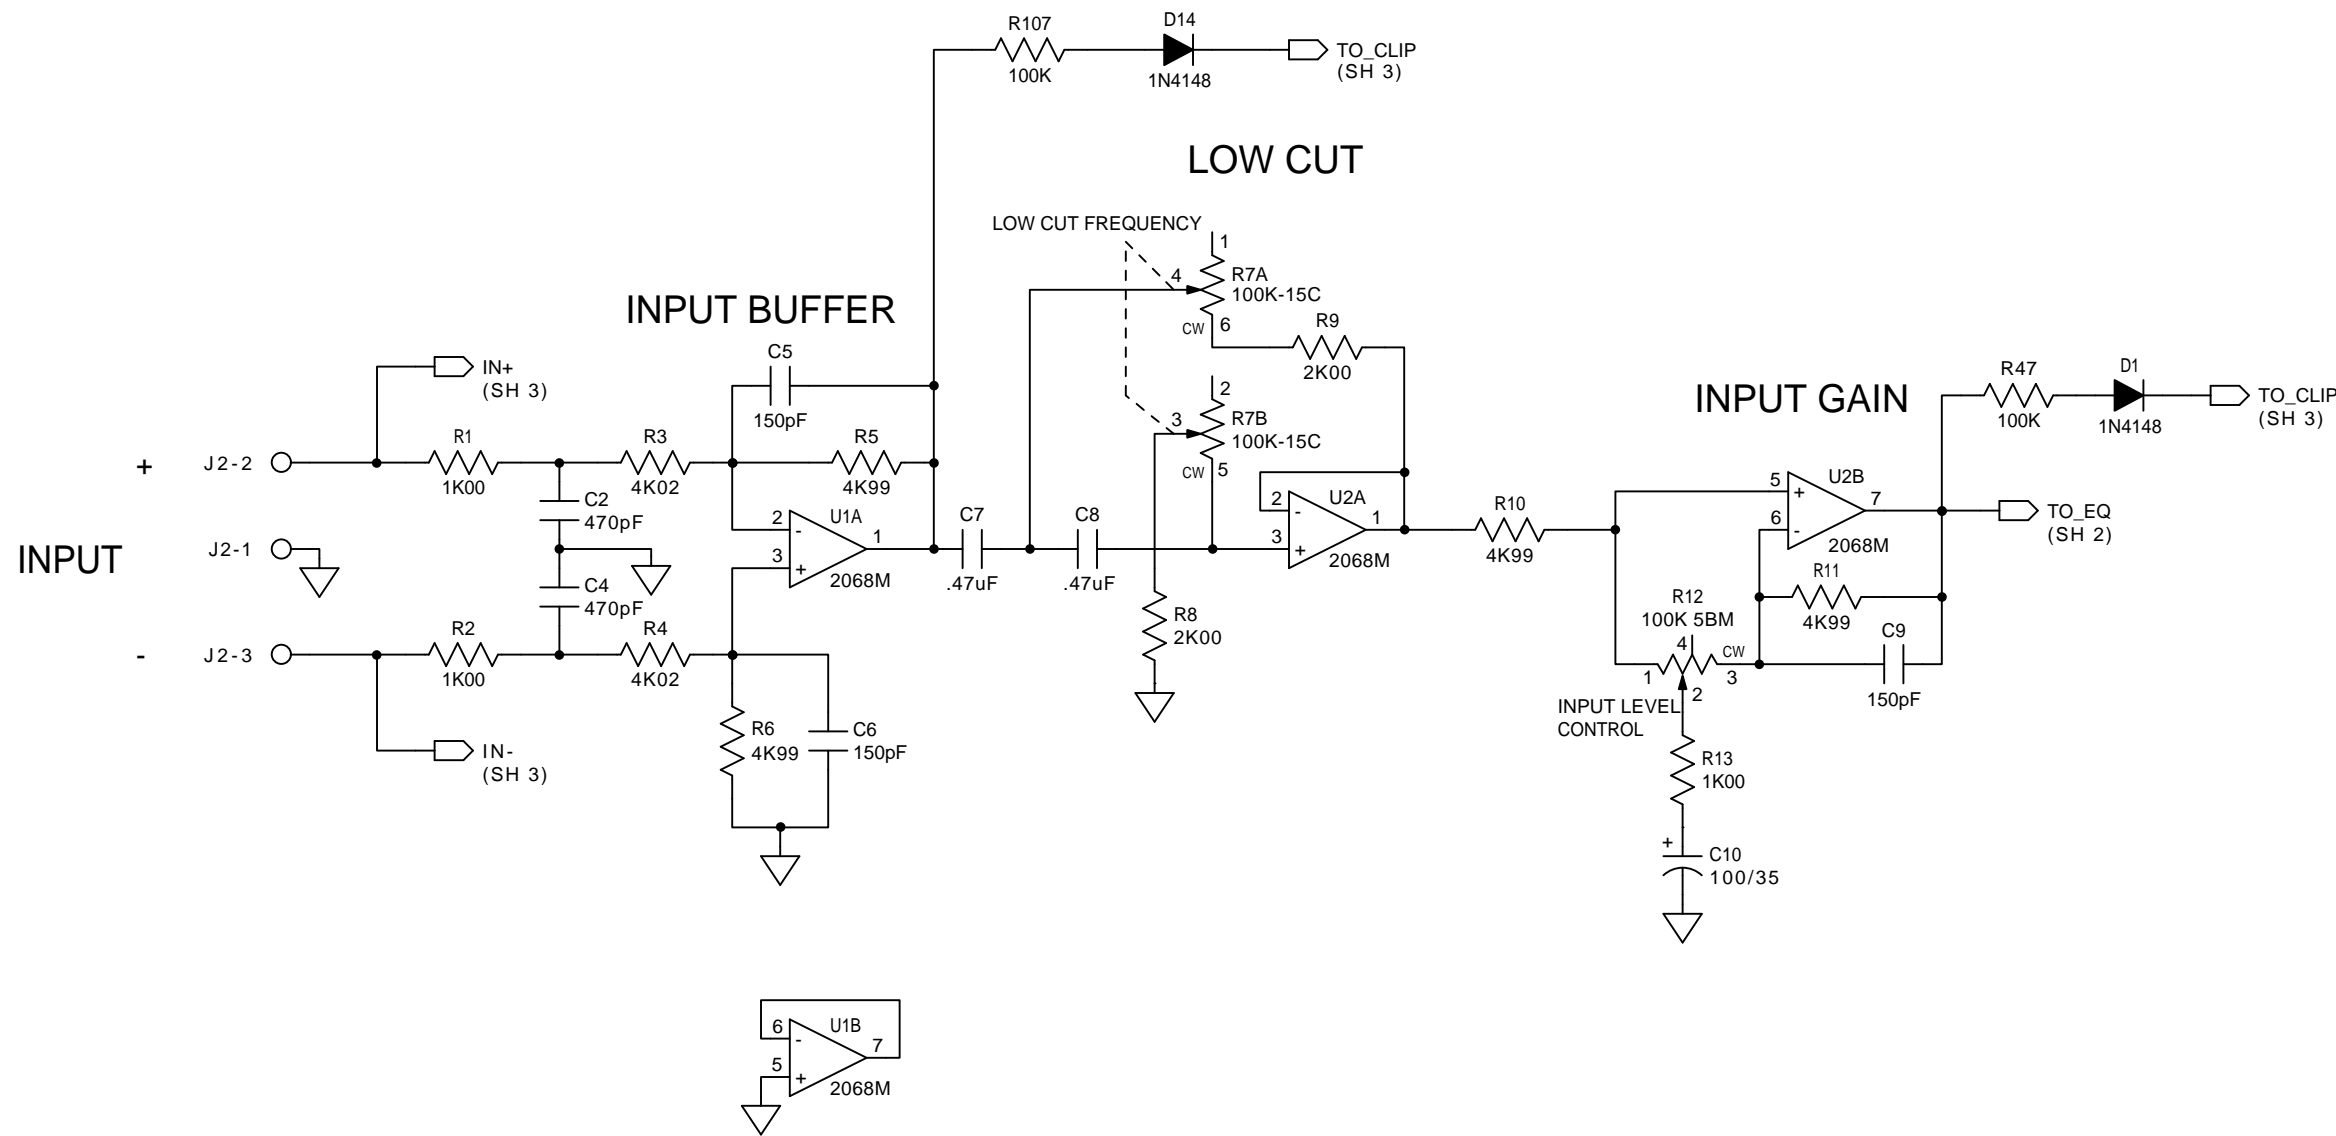 R107
100K
D14
1N4148
TO_CLIP
(SH 3)
LOW CUT
LOW CUT FREQUENCY
1
4
R7A
100K-15C
CW
6
R9
2K00
2
3
R7B
100K-15C
CW
5
INPUT BUFFER
IN+
(SH 3)
C5
150pF
R1
1K00
R3
4K02
R5
4K99
+
J2-2
C2
470pF
INPUT
J2-1
C4
470pF
-
J2-3
R2
1K00
R4
4K02
IN-
(SH 3)
2
-
3
+
U1A
1
2068M
R6
4K99
C6
150pF
C7
.47uF
C8
.47uF
R8
2K00
2
-
3
+
U2A
1
2068M
R10
4K99
INPUT GAIN
R47
100K
D1
1N4148
TO_CLIP
(SH 3)
5
+
6
-
U2B
7
2068M
TO_EQ
(SH 2)
R11
4K99
R12
100K 5BM
4
CW
1
3
2
C9
150pF
INPUT LEVEL
CONTROL
R13
1K00
+
C10
100/35
6
-
5
+
U1B
7
2068M